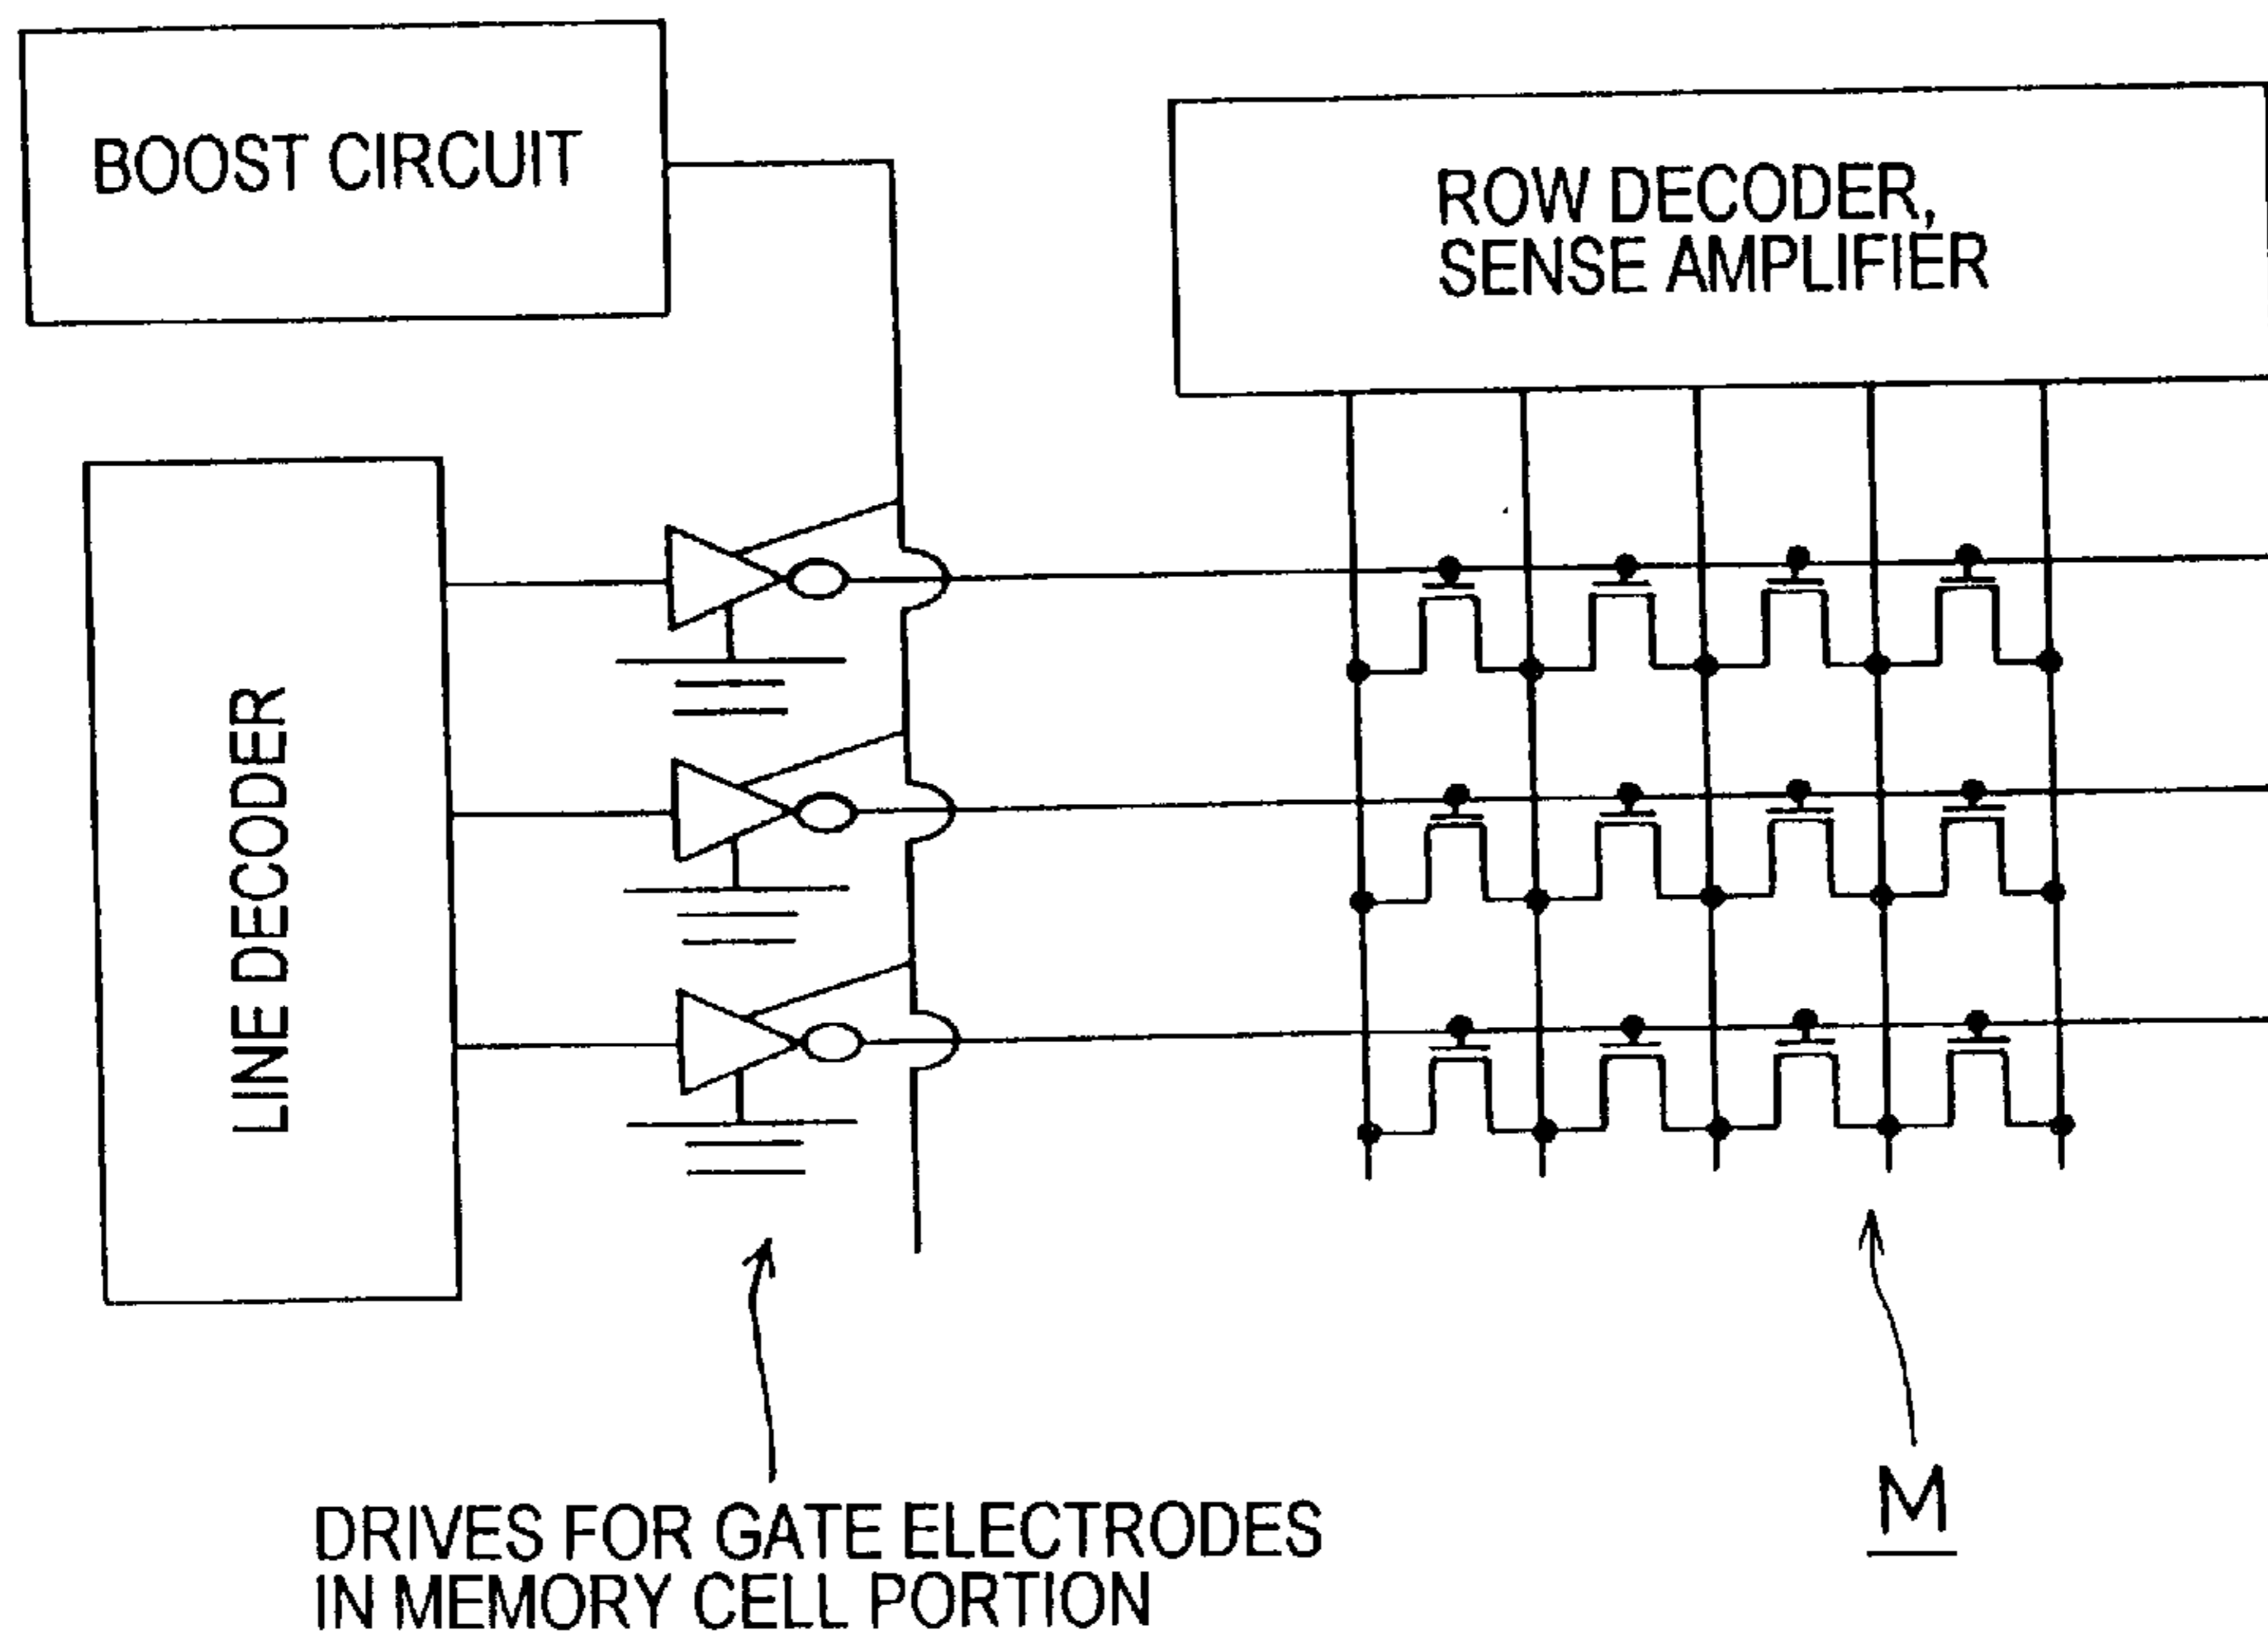 BOOST CIRCUIT
ROW DECODER,
SENSE AMPLIFIER
LINE DECODER
DRIVES FOR GATE ELECTRODES
IN MEMORY CELL PORTION
M